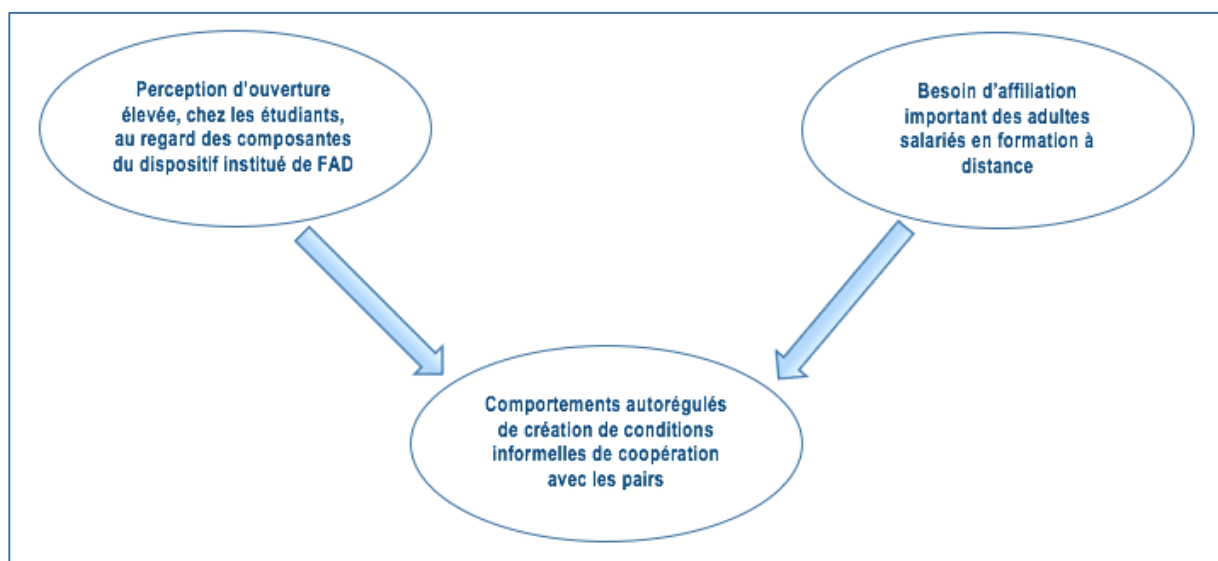 Perception d'ouverture
élevée, chez les étudiants,
au regard des composantes
du dispositif institué de FAD
Besoin d'affiliation
important des adultes
salariés en formation à
distance
Comportements autorégulés
de création de conditions
informelles de coopération
avec les pairs